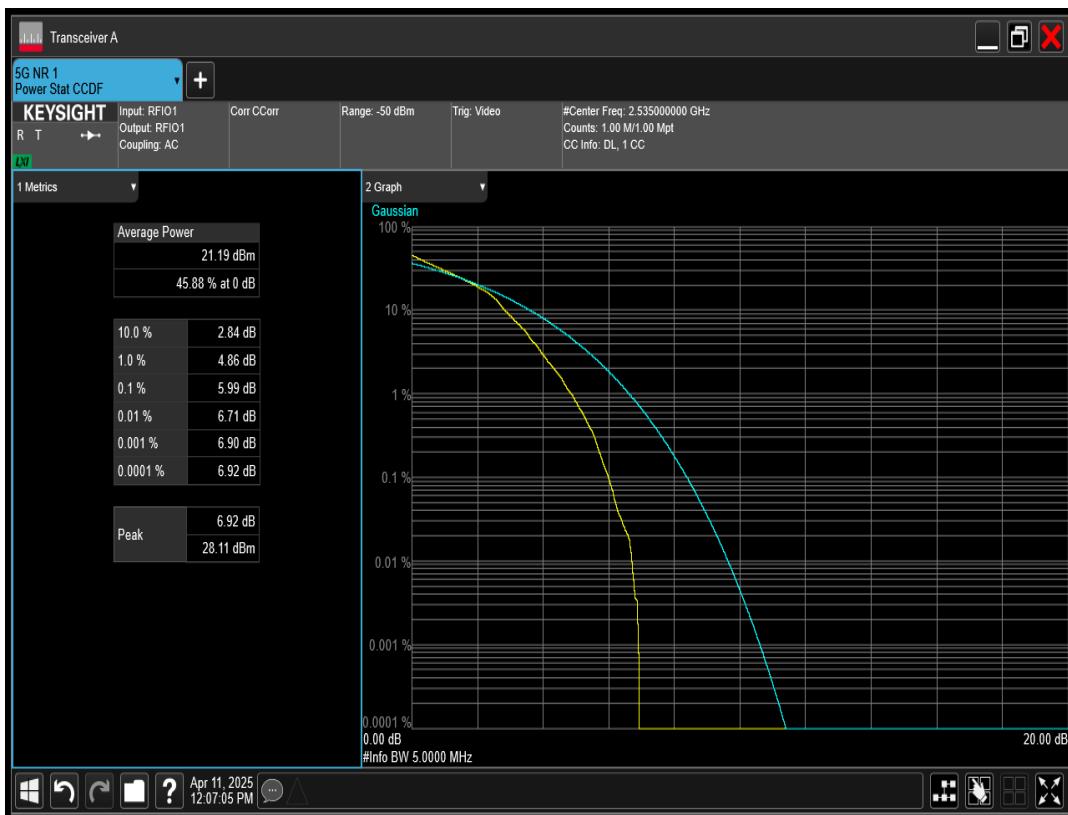 Transceiver A
5G NR 1
Power Stat CCDF
+
KEYSIGHT
R T
LXI
Input: RFIO1
Output: RFIO1
Coupling: AC
Corr CCorr
Range: -50 dBm
Trig: Video
#Center Freq: 2.535000000 GHz
Counts: 1.00 M/1.00 Mpt
CC Info: DL, 1 CC
1 Metrics
Average Power
21.19 dBm
45.88 % at 0 dB
10.0 % 2.84 dB
1.0 % 4.86 dB
0.1 % 5.99 dB
0.01 % 6.71 dB
0.001 % 6.90 dB
0.0001 % 6.92 dB
Peak
6.92 dB
28.11 dBm
2 Graph
Gaussian
100 %
10 %
1 %
0.1 %
0.01 %
0.001 %
0.0001 %
0.00 dB 20.00 dB
#Info BW 5.0000 MHz
?
Apr 11, 2025
12:07:05 PM